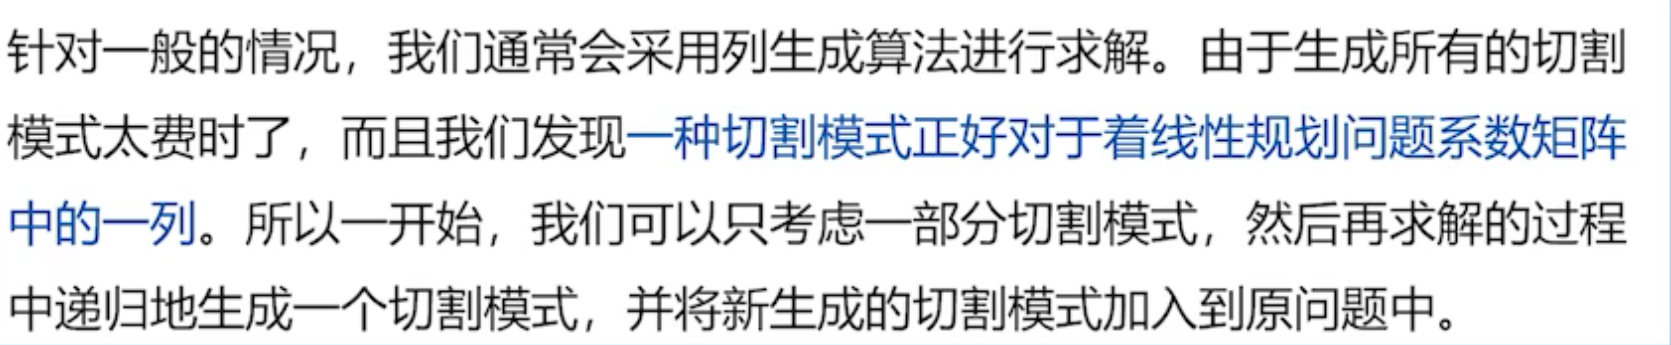 针对一般的情况，我们通常会采用列生成算法进行求解。由于生成所有的切割
模式太费时了，而且我们发现一种切割模式正好对于着线性规划问题系数矩阵
中的一列。所以一开始，我们可以只考虑一部分切割模式，然后再求解的过程
中递归地生成一个切割模式，并将新生成的切割模式加入到原问题中。